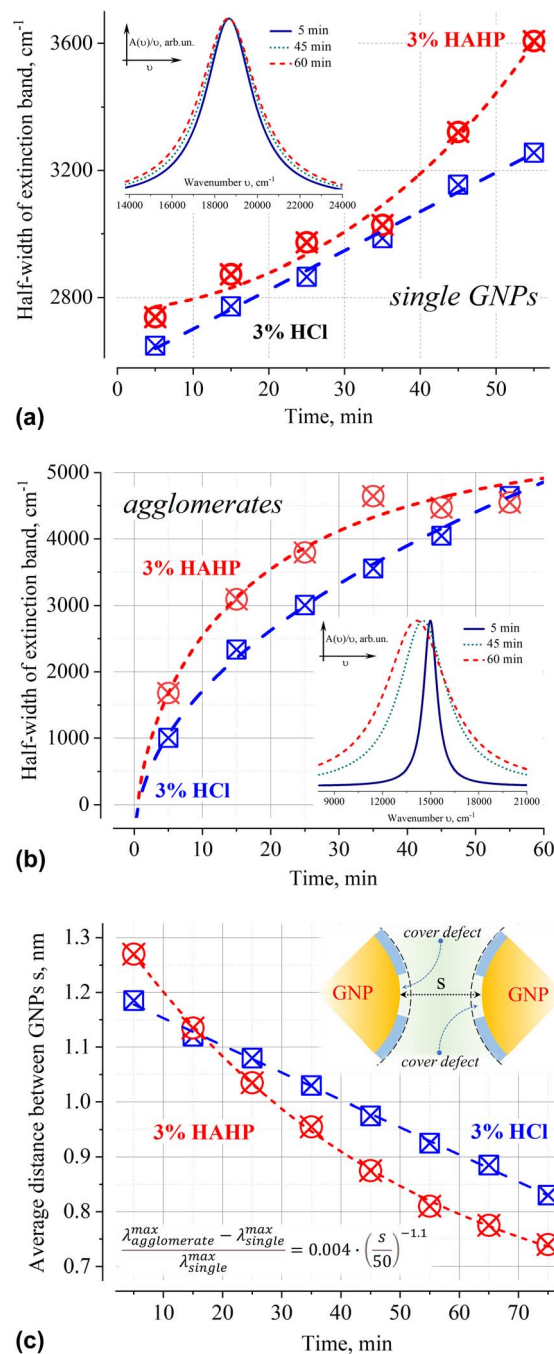 3600
3200
2800
Half-width of extinction band, cm⁻¹
A(υ)/υ, arb.un.
υ
5 min
45 min
60 min
14000 16000 18000 20000 22000 24000
Wavenumber υ, cm⁻¹
3% HAHP
3% HCl
single GNPs
0 10 20 30 40 50
Time, min
(a)
5000
4000
3000
2000
1000
0
Half-width of extinction band, cm⁻¹
agglomerates
3% HAHP
3% HCl
A(υ)/υ, arb.un.
υ
5 min
45 min
60 min
9000 12000 15000 18000 21000
Wavenumber υ, cm⁻¹
0 10 20 30 40 50 60
Time, min
(b)
1.3
1.2
1.1
1.0
0.9
0.8
0.7
Average distance between GNPs s, nm
cover defect
GNP
s
GNP
cover defect
3% HAHP
3% HCl
(λ^max_agglomerate − λ^max_single)/λ^max_single = 0.004 · (s/50)^−1.1
0 10 20 30 40 50 60 70
Time, min
(c)